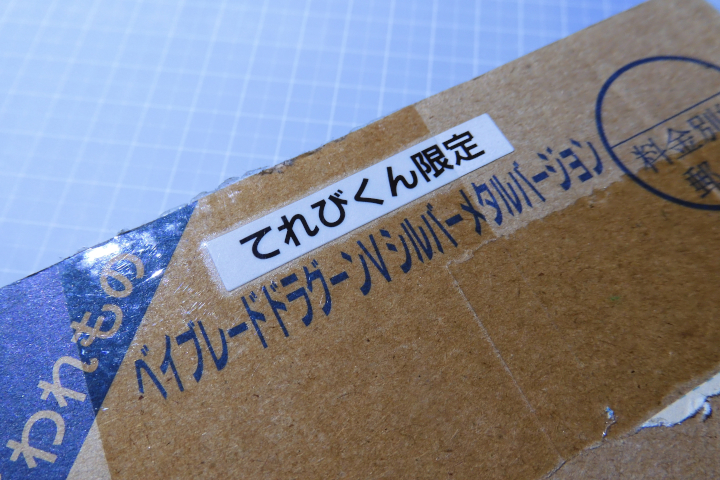 てれびくん限定
ベイブレードドラグーンVシルバーメタルバージョン
われもの
料金別
郵